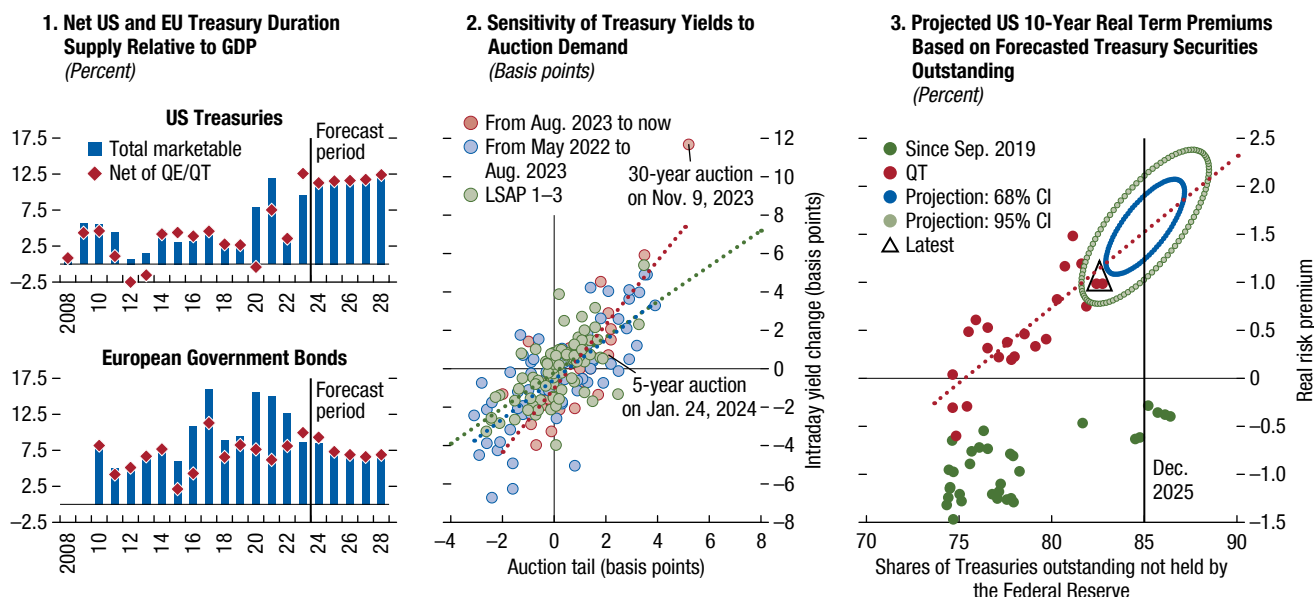 1. Net US and EU Treasury Duration
Supply Relative to GDP
(Percent)
US Treasuries
17.5
12.5
7.5
2.5
–2.5
Total marketable
Net of QE/QT
Forecast
period
2008
10
12
14
16
18
20
22
24
26
28
European Government Bonds
17.5
12.5
7.5
2.5
–2.5
Forecast
period
2008
10
12
14
16
18
20
22
24
26
28
2. Sensitivity of Treasury Yields to
Auction Demand
(Basis points)
From Aug. 2023 to now
From May 2022 to
Aug. 2023
LSAP 1–3
30-year auction
on Nov. 9, 2023
5-year auction
on Jan. 24, 2024
12
10
8
6
4
2
0
–2
–4
–6
–8
Intraday yield change (basis points)
–4
–2
0
2
4
6
8
Auction tail (basis points)
3. Projected US 10-Year Real Term Premiums
Based on Forecasted Treasury Securities
Outstanding
(Percent)
Since Sep. 2019
QT
Projection: 68% CI
Projection: 95% CI
Latest
Dec.
2025
2.5
2.0
1.5
1.0
0.5
0
–0.5
–1.0
–1.5
Real risk premium
70
75
80
85
90
Shares of Treasuries outstanding not held by
the Federal Reserve